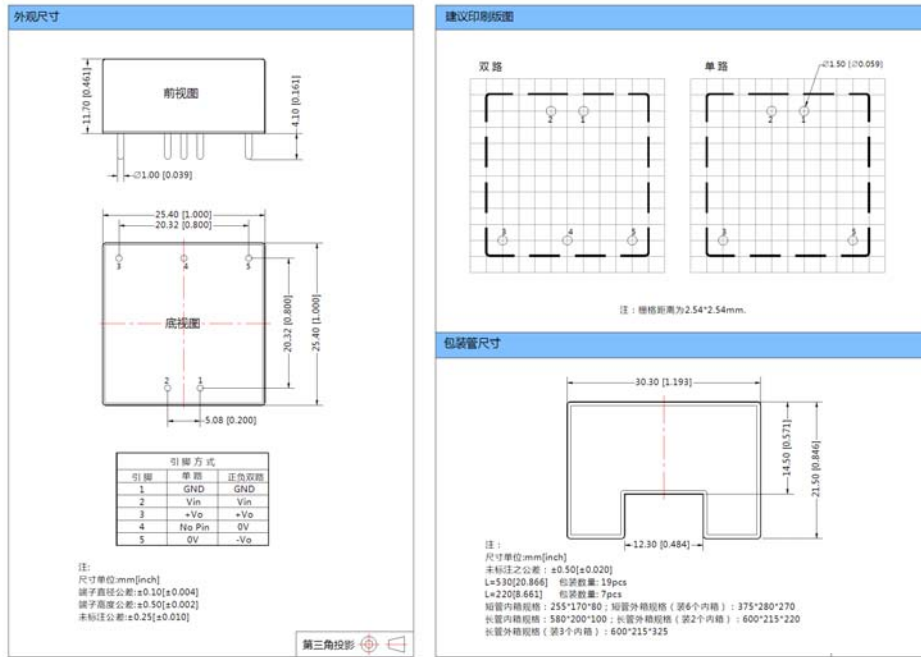 外观尺寸
前视图
11.70 [0.461]
4.10 [0.161]
∅1.00 [0.039]
25.40 [1.000]
20.32 [0.800]
3 4 5
底视图
20.32 [0.800]
25.40 [1.000]
2 1
5.08 [0.200]
引脚方式
引脚 单路 正负双路
1 GND GND
2 Vin Vin
3 +Vo +Vo
4 No Pin 0V
5 0V -Vo
注:
尺寸单位:mm[inch]
端子直径公差:±0.10[±0.004]
端子高度公差:±0.50[±0.002]
未标注公差:±0.25[±0.010]
第三角投影
建议印刷版图
双路
单路
∅1.50 [∅0.059]
2 1
2 1
3 4 5
3 5
注：栅格距离为2.54*2.54mm.
包装管尺寸
30.30 [1.193]
14.50 [0.571]
21.50 [0.846]
12.30 [0.484]
注：
尺寸单位:mm[inch]
未标注之公差：±0.50[±0.020]
L=530[20.866] 包装数量: 19pcs
L=220[8.661] 包装数量: 7pcs
短管内箱规格：255*170*80；短管外箱规格（装6个内箱）：375*280*270
长管内箱规格：580*200*100；长管外箱规格（装2个内箱）：600*215*220
长管外箱规格（装3个内箱）：600*215*325